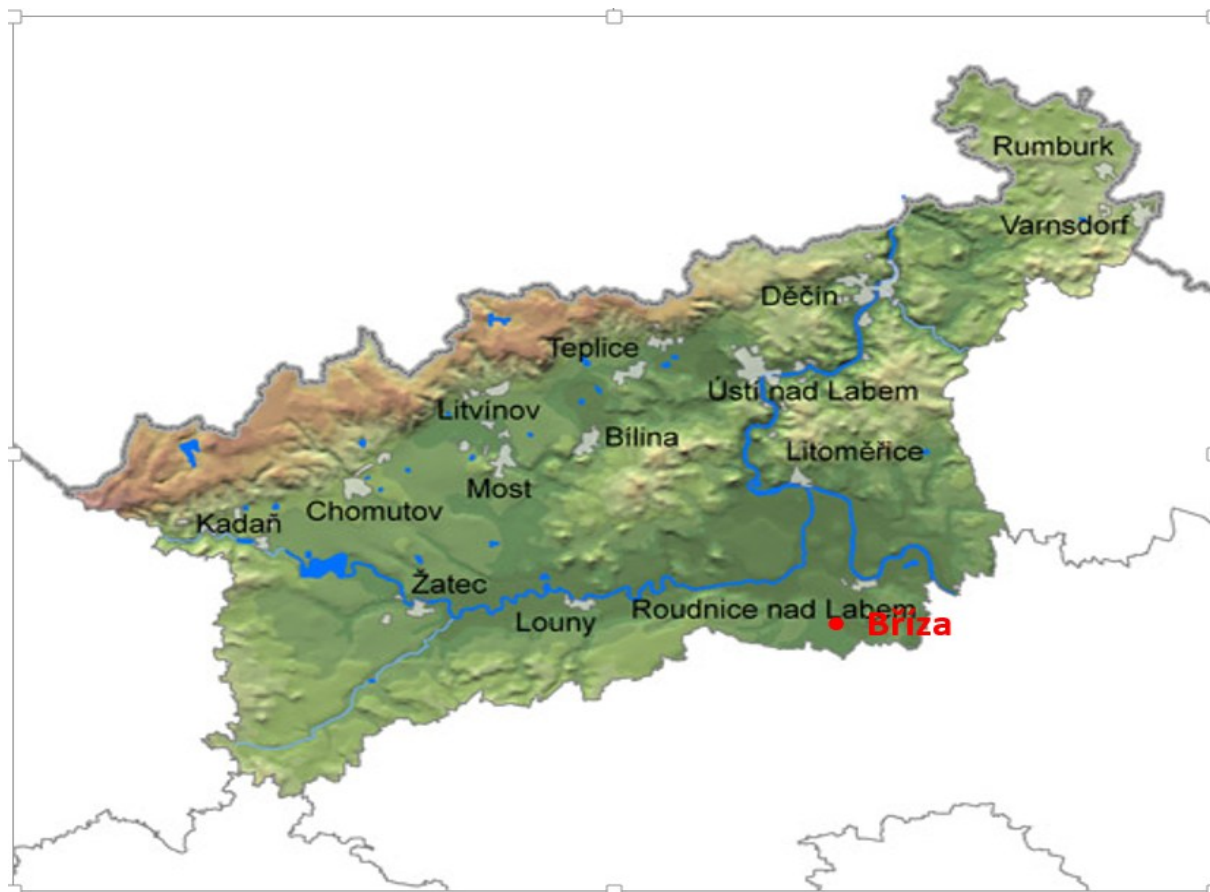 Rumburk
Varnsdorf
Děčín
Teplice
Ústí nad Labem
Litvínov
Bílina
Litoměřice
Most
Chomutov
Kadaň
Žatec
Roudnice nad Labem
Louny
Bříza